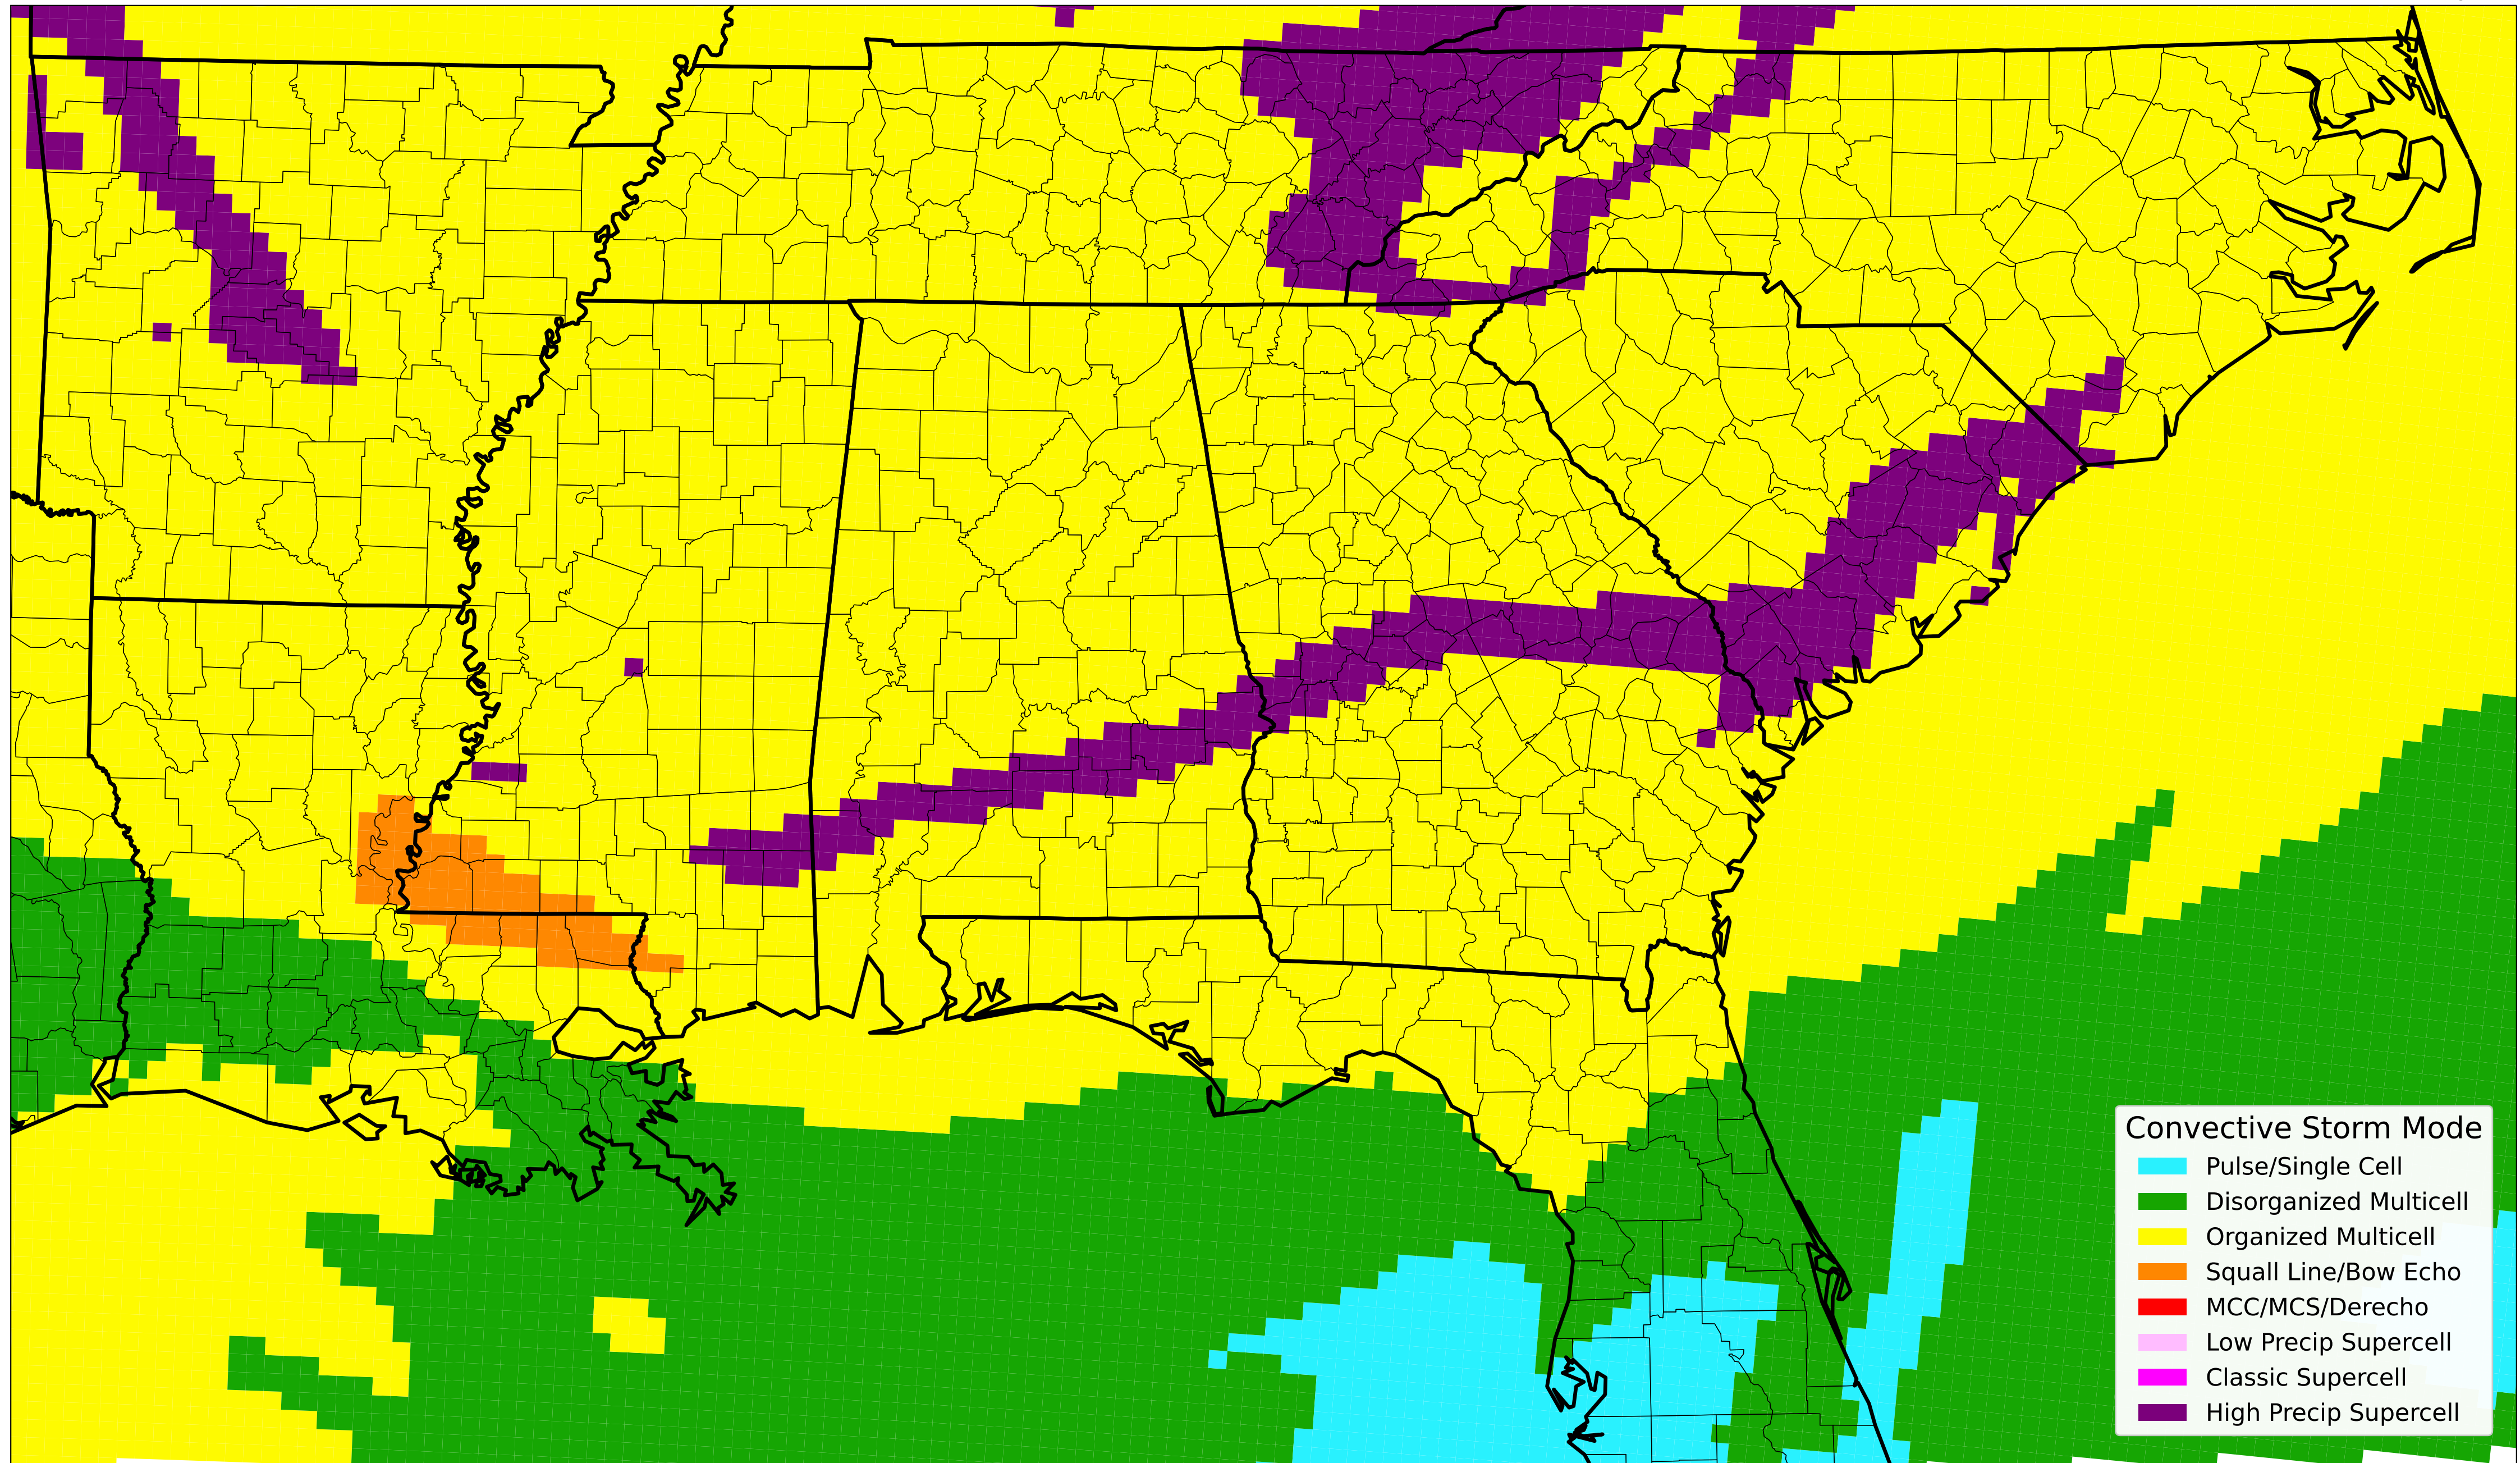 Convective Storm Mode
Pulse/Single Cell
Disorganized Multicell
Organized Multicell
Squall Line/Bow Echo
MCC/MCS/Derecho
Low Precip Supercell
Classic Supercell
High Precip Supercell